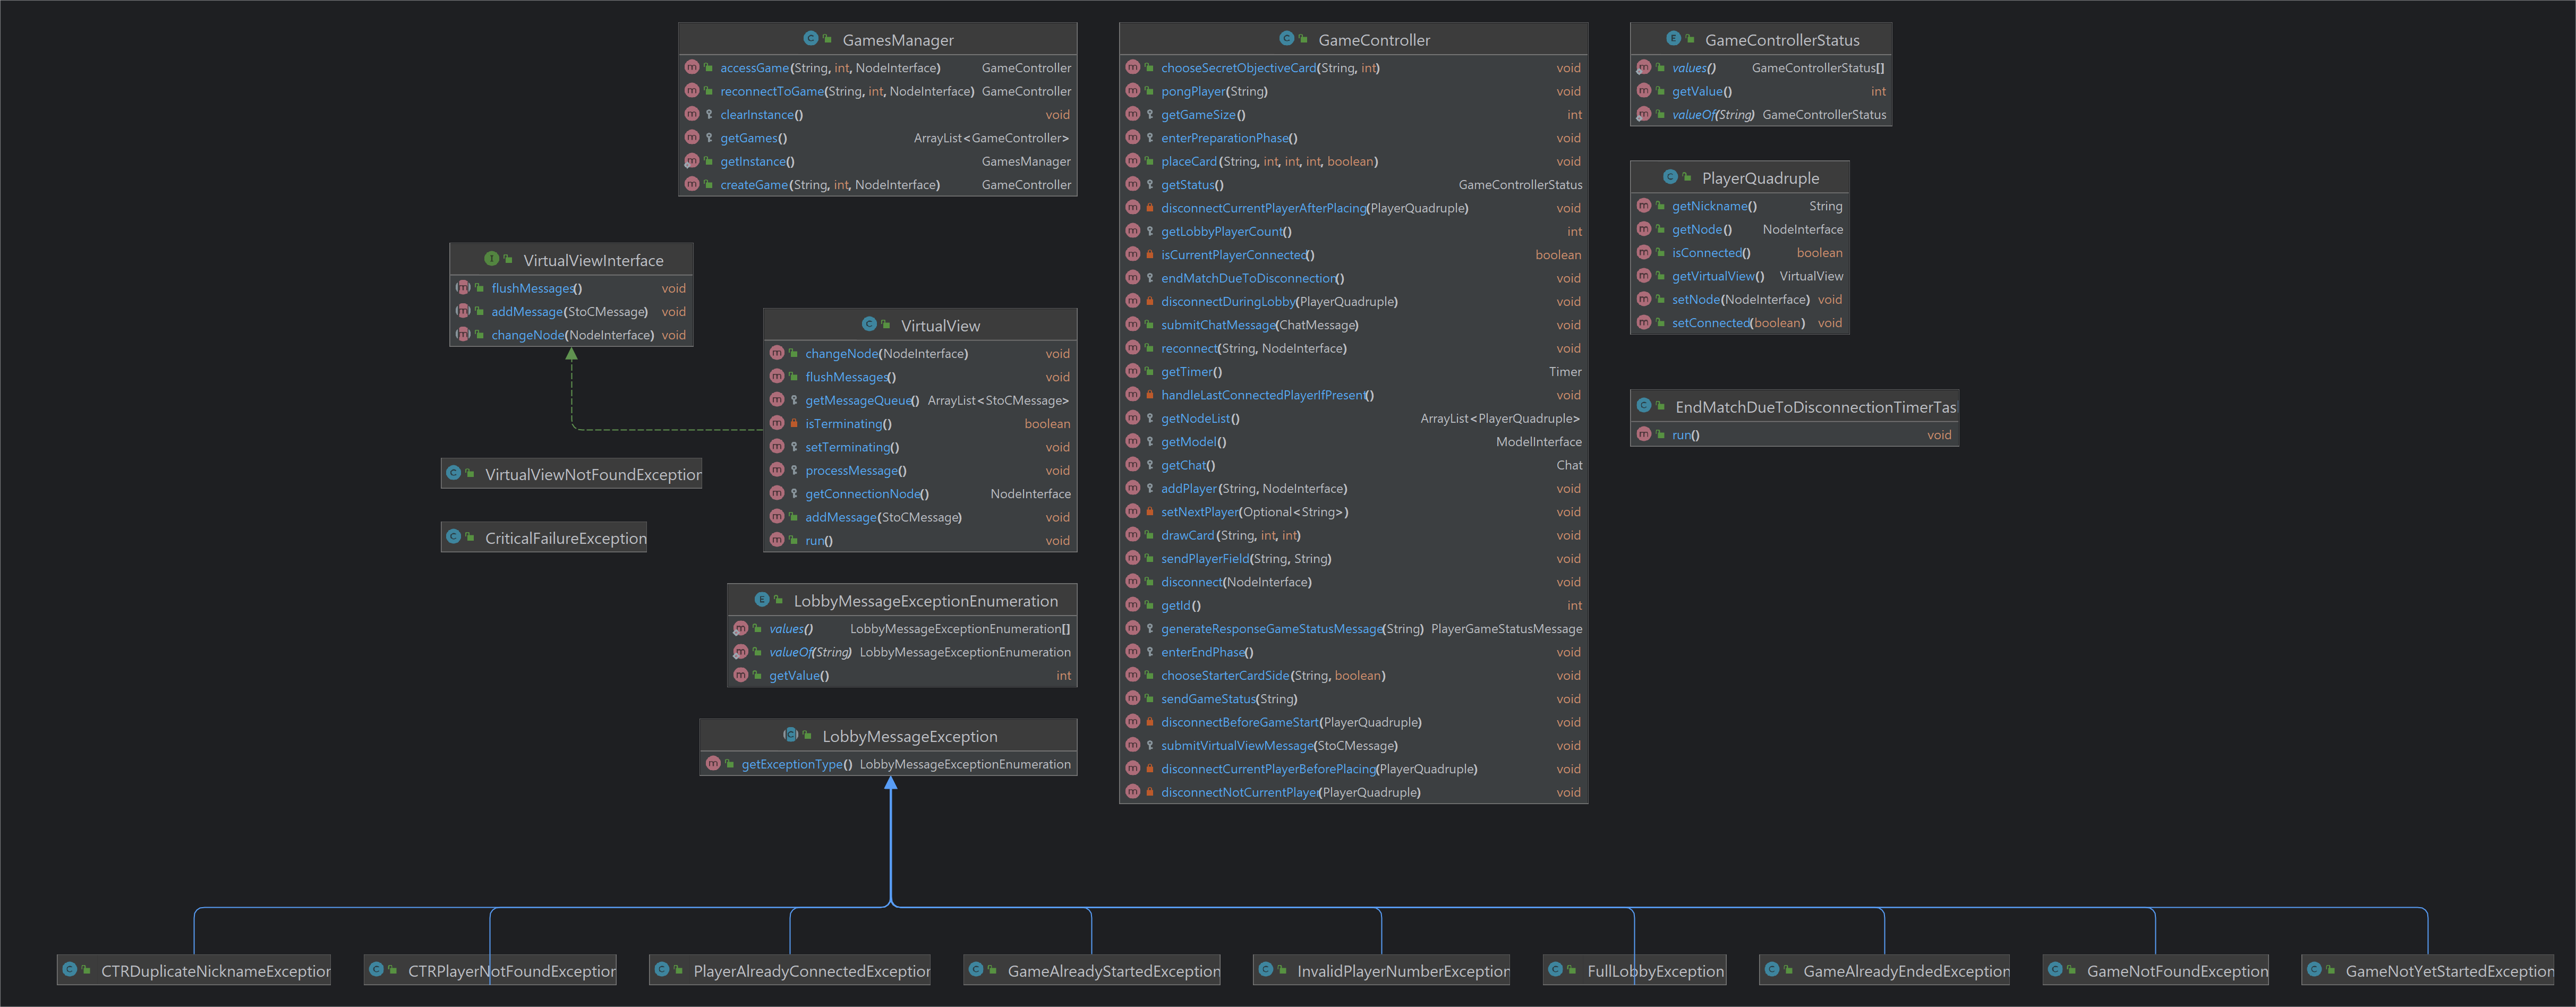 GamesManager
accessGame(String, int, NodeInterface) GameController
reconnectToGame(String, int, NodeInterface) GameController
clearInstance() void
getGames() ArrayList<GameController>
getInstance() GamesManager
createGame(String, int, NodeInterface) GameController
GameController
chooseSecretObjectiveCard(String, int) void
pongPlayer(String) void
getGameSize() int
enterPreparationPhase() void
placeCard(String, int, int, int, boolean) void
getStatus() GameControllerStatus
disconnectCurrentPlayerAfterPlacing(PlayerQuadruple) void
getLobbyPlayerCount() int
isCurrentPlayerConnected() boolean
endMatchDueToDisconnection() void
disconnectDuringLobby(PlayerQuadruple) void
submitChatMessage(ChatMessage) void
reconnect(String, NodeInterface) void
getTimer() Timer
handleLastConnectedPlayerIfPresent() void
getNodeList() ArrayList<PlayerQuadruple>
getModel() ModelInterface
getChat() Chat
addPlayer(String, NodeInterface) void
setNextPlayer(Optional<String>) void
drawCard(String, int, int) void
sendPlayerField(String, String) void
disconnect(NodeInterface) void
getId() int
generateResponseGameStatusMessage(String) PlayerGameStatusMessage
enterEndPhase() void
chooseStarterCardSide(String, boolean) void
sendGameStatus(String) void
disconnectBeforeGameStart(PlayerQuadruple) void
submitVirtualViewMessage(StoCMessage) void
disconnectCurrentPlayerBeforePlacing(PlayerQuadruple) void
disconnectNotCurrentPlayer(PlayerQuadruple) void
GameControllerStatus
values() GameControllerStatus[]
getValue() int
valueOf(String) GameControllerStatus
PlayerQuadruple
getNickname() String
getNode() NodeInterface
isConnected() boolean
getVirtualView() VirtualView
setNode(NodeInterface) void
setConnected(boolean) void
EndMatchDueToDisconnectionTimerTas
run() void
VirtualViewInterface
flushMessages() void
addMessage(StoCMessage) void
changeNode(NodeInterface) void
VirtualView
changeNode(NodeInterface) void
flushMessages() void
getMessageQueue() ArrayList<StoCMessage>
isTerminating() boolean
setTerminating() void
processMessage() void
getConnectionNode() NodeInterface
addMessage(StoCMessage) void
run() void
VirtualViewNotFoundException
CriticalFailureException
LobbyMessageExceptionEnumeration
values() LobbyMessageExceptionEnumeration[]
valueOf(String) LobbyMessageExceptionEnumeration
getValue() int
LobbyMessageException
getExceptionType() LobbyMessageExceptionEnumeration
CTRDuplicateNicknameException
CTRPlayerNotFoundException
PlayerAlreadyConnectedException
GameAlreadyStartedException
InvalidPlayerNumberException
FullLobbyException
GameAlreadyEndedException
GameNotFoundException
GameNotYetStartedException